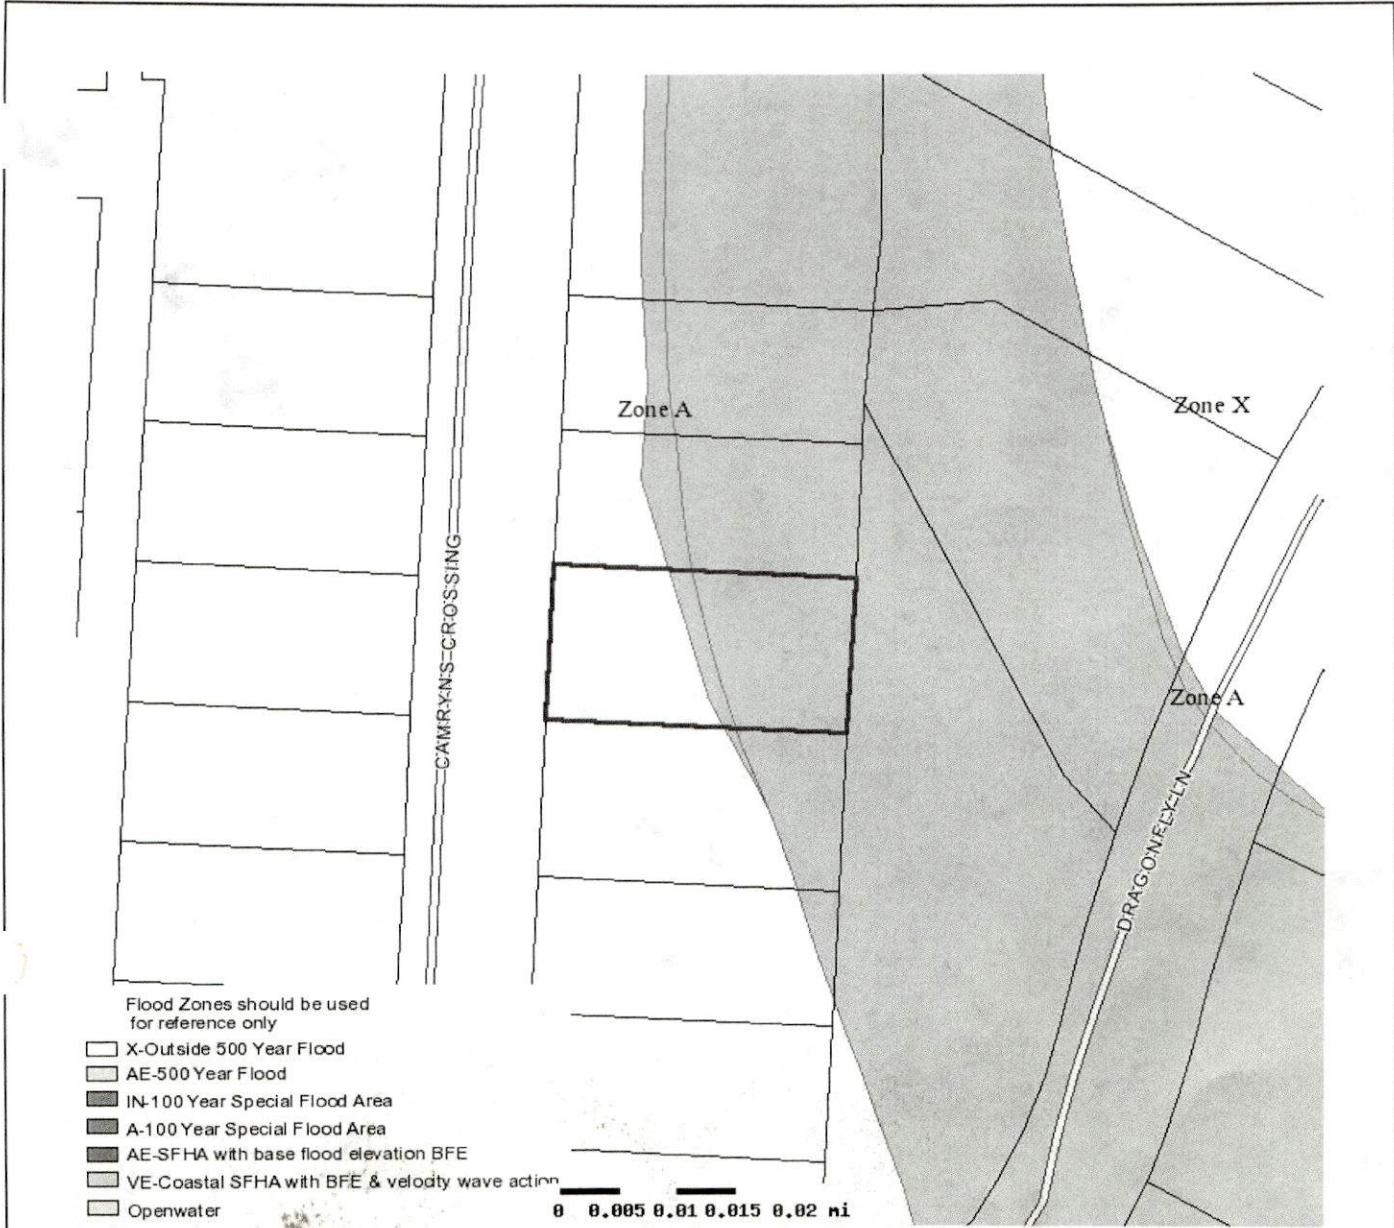 Zone A
Zone X
CAMRYNS CROSSING
Zone A
DRAGONFLY LN
Flood Zones should be used
for reference only
X-Outside 500 Year Flood
AE-500 Year Flood
IN-100 Year Special Flood Area
A-100 Year Special Flood Area
AE-SFHA with base flood elevation BFE
VE-Coastal SFHA with BFE & velocity wave action
Openwater
0 0.005 0.01 0.015 0.02 mi